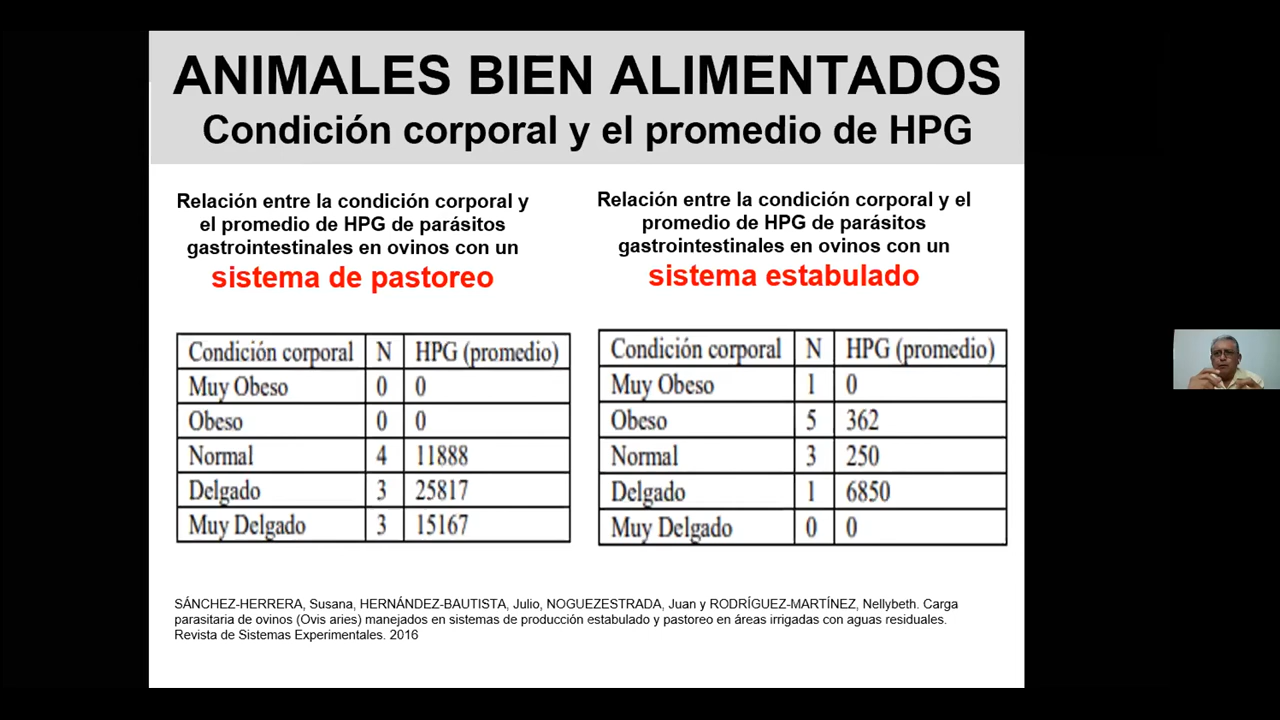 ANIMALES BIEN ALIMENTADOS
Condición corporal y el promedio de HPG
Relación entre la condición corporal y
el promedio de HPG de parásitos
gastrointestinales en ovinos con un
sistema de pastoreo
Condición corporal N HPG (promedio)
Muy Obeso 0 0
Obeso 0 0
Normal 4 11888
Delgado 3 25817
Muy Delgado 3 15167
Relación entre la condición corporal y el
promedio de HPG de parásitos
gastrointestinales en ovinos con un
sistema estabulado
Condición corporal N HPG (promedio)
Muy Obeso 1 0
Obeso 5 362
Normal 3 250
Delgado 1 6850
Muy Delgado 0 0
SÁNCHEZ-HERRERA, Susana, HERNÁNDEZ-BAUTISTA, Julio, NOGUEZESTRADA, Juan y RODRÍGUEZ-MARTÍNEZ, Nellybeth. Carga
parasitaria de ovinos (Ovis aries) manejados en sistemas de producción estabulado y pastoreo en áreas irrigadas con aguas residuales.
Revista de Sistemas Experimentales. 2016